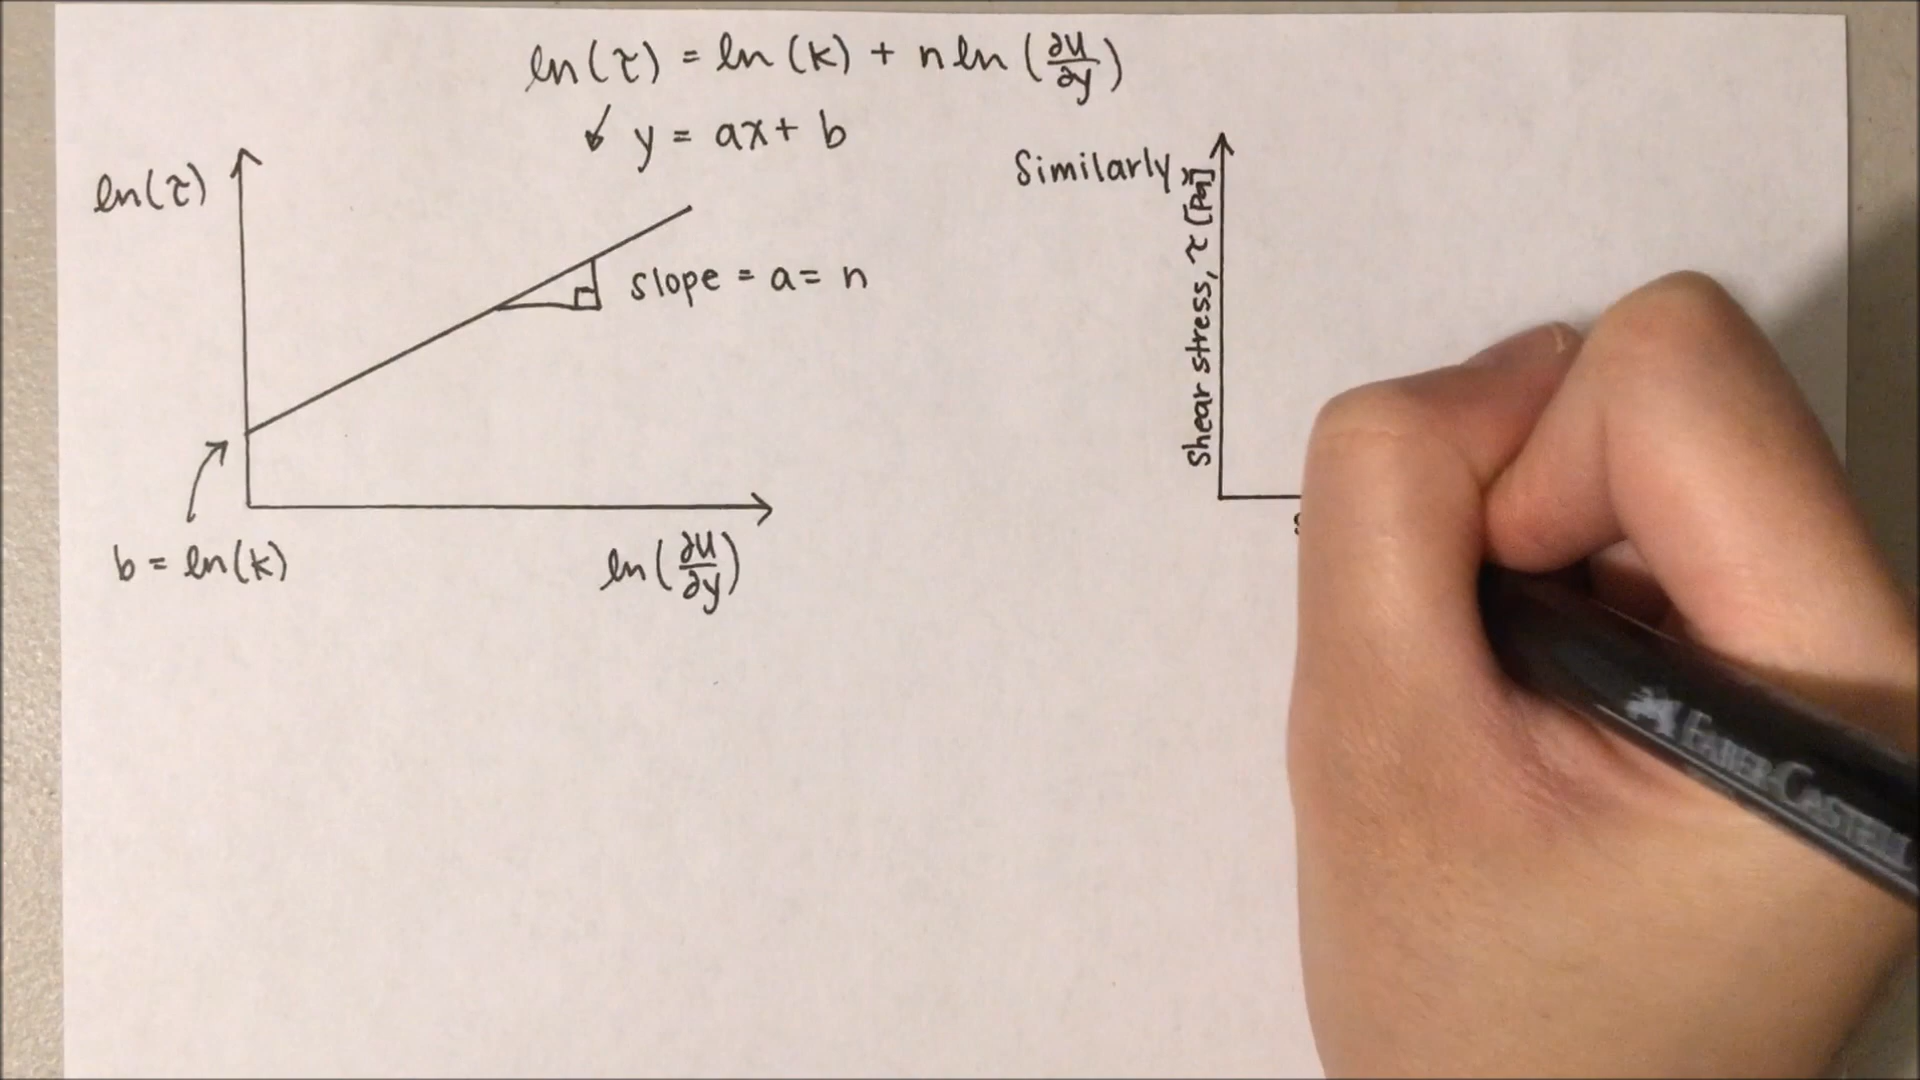 ln(τ) = ln(k) + n ln(∂u/∂y)
y = ax + b
ln(τ)
slope = a = n
b = ln(k)
ln(∂u/∂y)
Similarly,
Shear stress, τ [Pa]
FABER-CASTELL